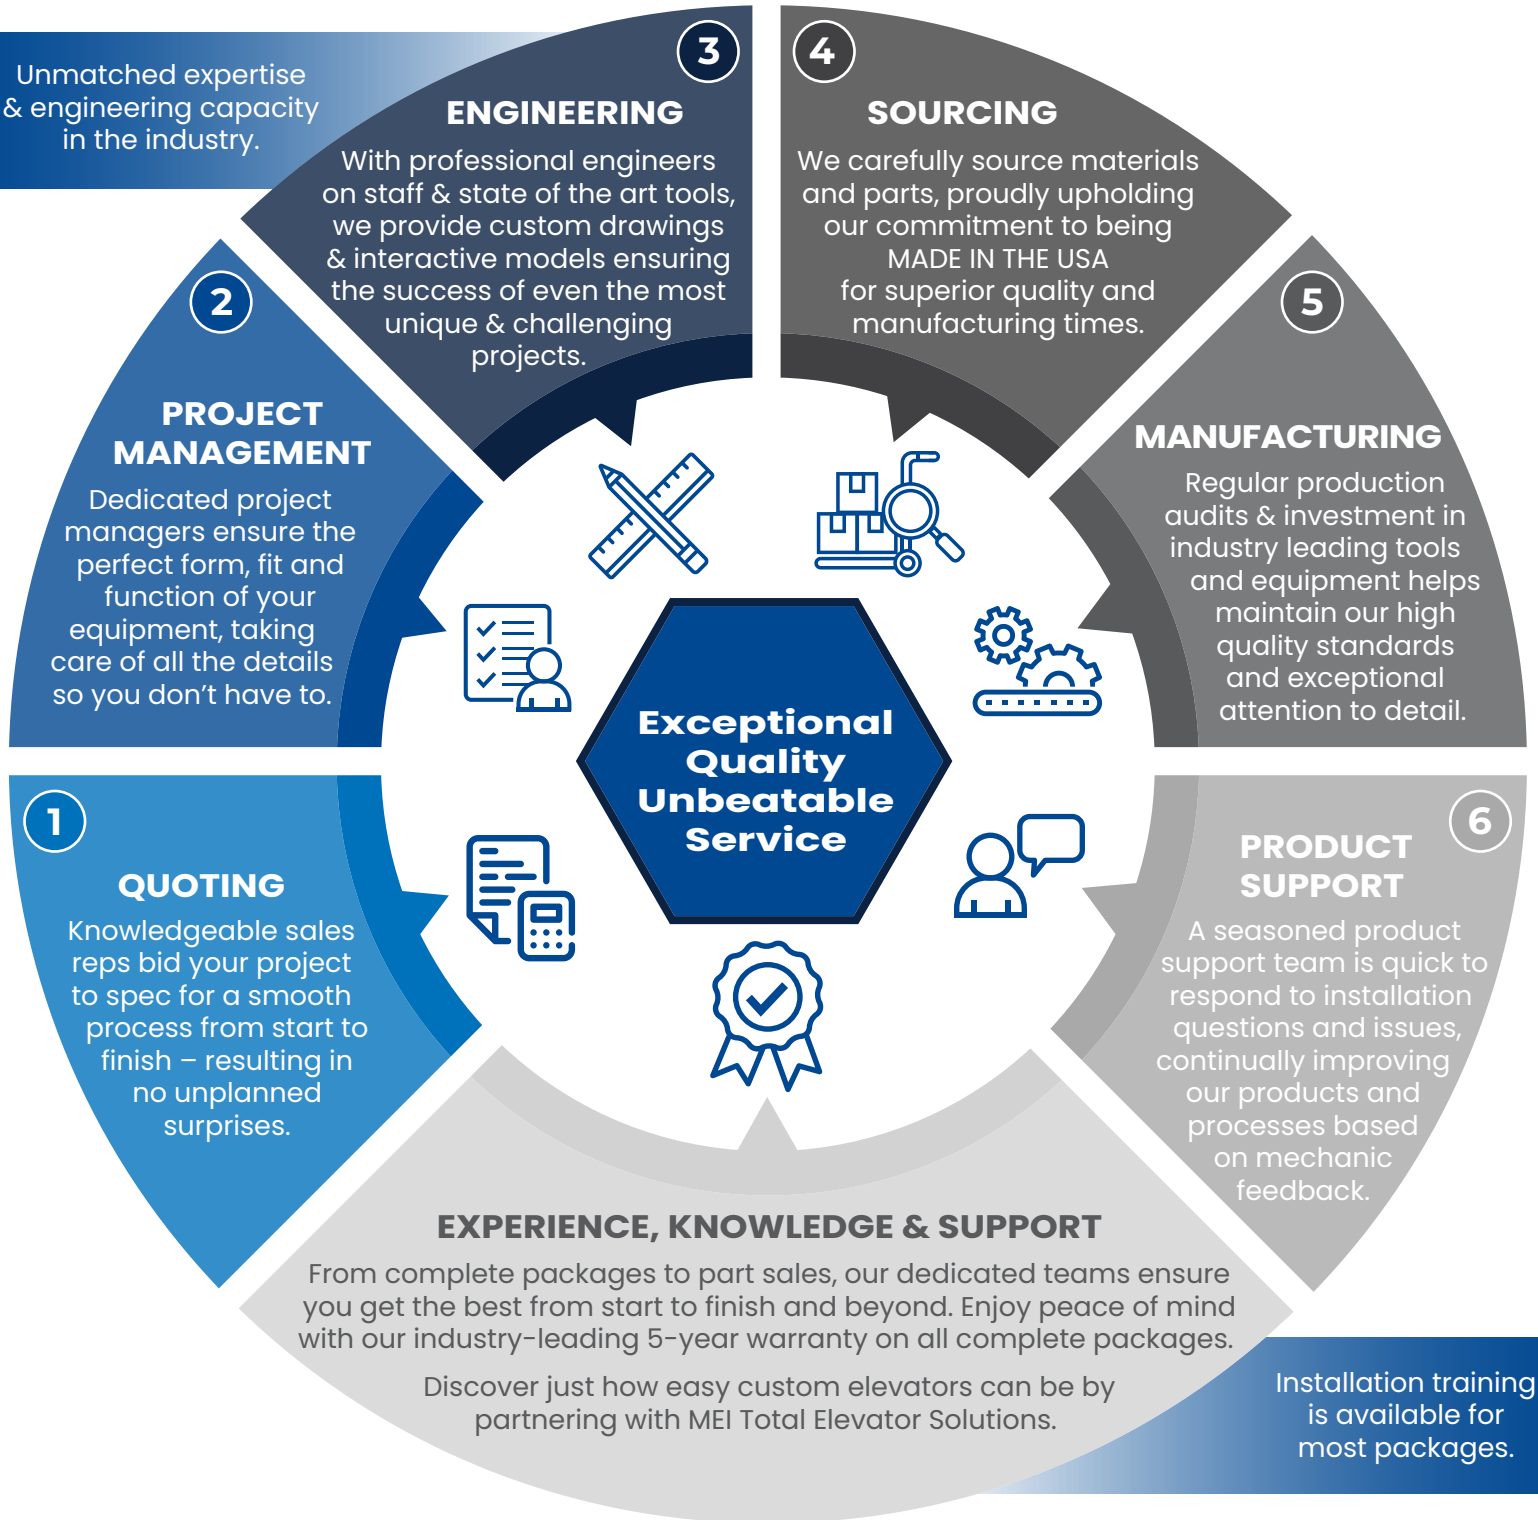 Unmatched expertise
& engineering capacity
in the industry.
1
QUOTING
Knowledgeable sales
reps bid your project
to spec for a smooth
process from start to
finish – resulting in
no unplanned
surprises.
2
PROJECT
MANAGEMENT
Dedicated project
managers ensure the
perfect form, fit and
function of your
equipment, taking
care of all the details
so you don’t have to.
3
ENGINEERING
With professional engineers
on staff & state of the art tools,
we provide custom drawings
& interactive models ensuring
the success of even the most
unique & challenging
projects.
4
SOURCING
We carefully source materials
and parts, proudly upholding
our commitment to being
MADE IN THE USA
for superior quality and
manufacturing times.
5
MANUFACTURING
Regular production
audits & investment in
industry leading tools
and equipment helps
maintain our high
quality standards
and exceptional
attention to detail.
6
PRODUCT
SUPPORT
A seasoned product
support team is quick to
respond to installation
questions and issues,
continually improving
our products and
processes based
on mechanic
feedback.
Exceptional
Quality
Unbeatable
Service
EXPERIENCE, KNOWLEDGE & SUPPORT
From complete packages to part sales, our dedicated teams ensure
you get the best from start to finish and beyond. Enjoy peace of mind
with our industry-leading 5-year warranty on all complete packages.
Discover just how easy custom elevators can be by
partnering with MEI Total Elevator Solutions.
Installation training
is available for
most packages.